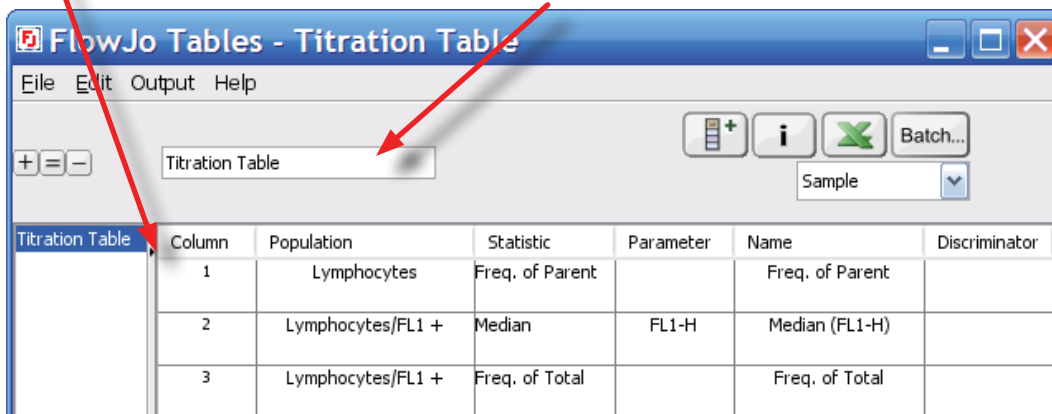 FlowJo Tables - Titration Table
File Edit Output Help
+ = −
Titration Table
+ i Batch...
Sample
Titration Table
Column Population Statistic Parameter Name Discriminator
1 Lymphocytes Freq. of Parent Freq. of Parent
2 Lymphocytes/FL1 + Median FL1-H Median (FL1-H)
3 Lymphocytes/FL1 + Freq. of Total Freq. of Total